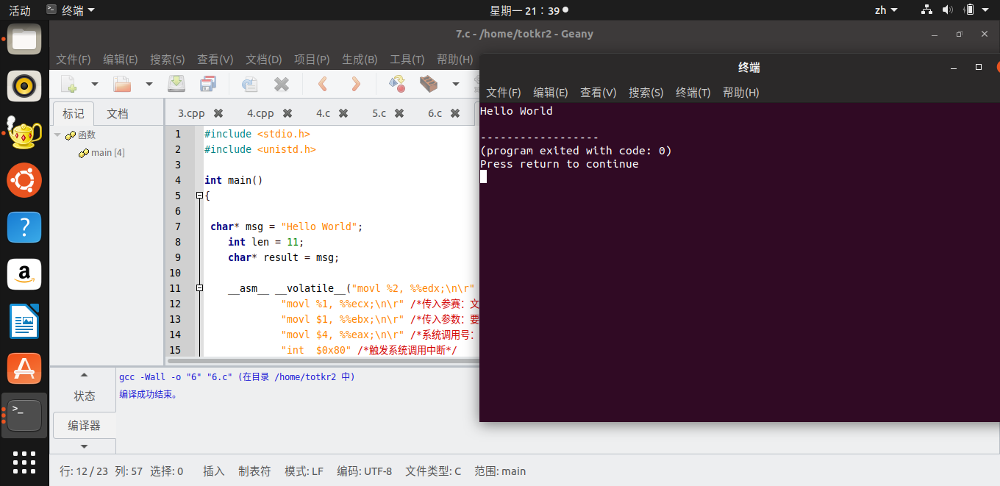 活动 终端 星期一 21：39 zh
7.c - /home/totkr2 - Geany
文件(F) 编辑(E) 搜索(S) 查看(V) 文档(D) 项目(P) 生成(B) 工具(T) 帮助(H)
终端
文件(F) 编辑(E) 查看(V) 搜索(S) 终端(T) 帮助(H)
Hello World
------------------
(program exited with code: 0)
Press return to continue
标记 文档
函数
main [4]
3.cpp 4.cpp 4.c 5.c 6.c
1 #include <stdio.h>
2 #include <unistd.h>
3
4 int main()
5 {
6
7 char* msg = "Hello World";
8 int len = 11;
9 char* result = msg;
10
11 __asm__ __volatile__("movl %2, %%edx;\n\r"
12 "movl %1, %%ecx;\n\r" /*传入参赛：文
13 "movl $1, %%ebx;\n\r" /*传入参数：要
14 "movl $4, %%eax;\n\r" /*系统调用号：
15 "int  $0x80" /*触发系统调用中断*/
状态
编译器
gcc -Wall -o "6" "6.c" (在目录 /home/totkr2 中)
编译成功结束。
行: 12 / 23 列: 57 选择: 0 插入 制表符 模式: LF 编码: UTF-8 文件类型: C 范围: main